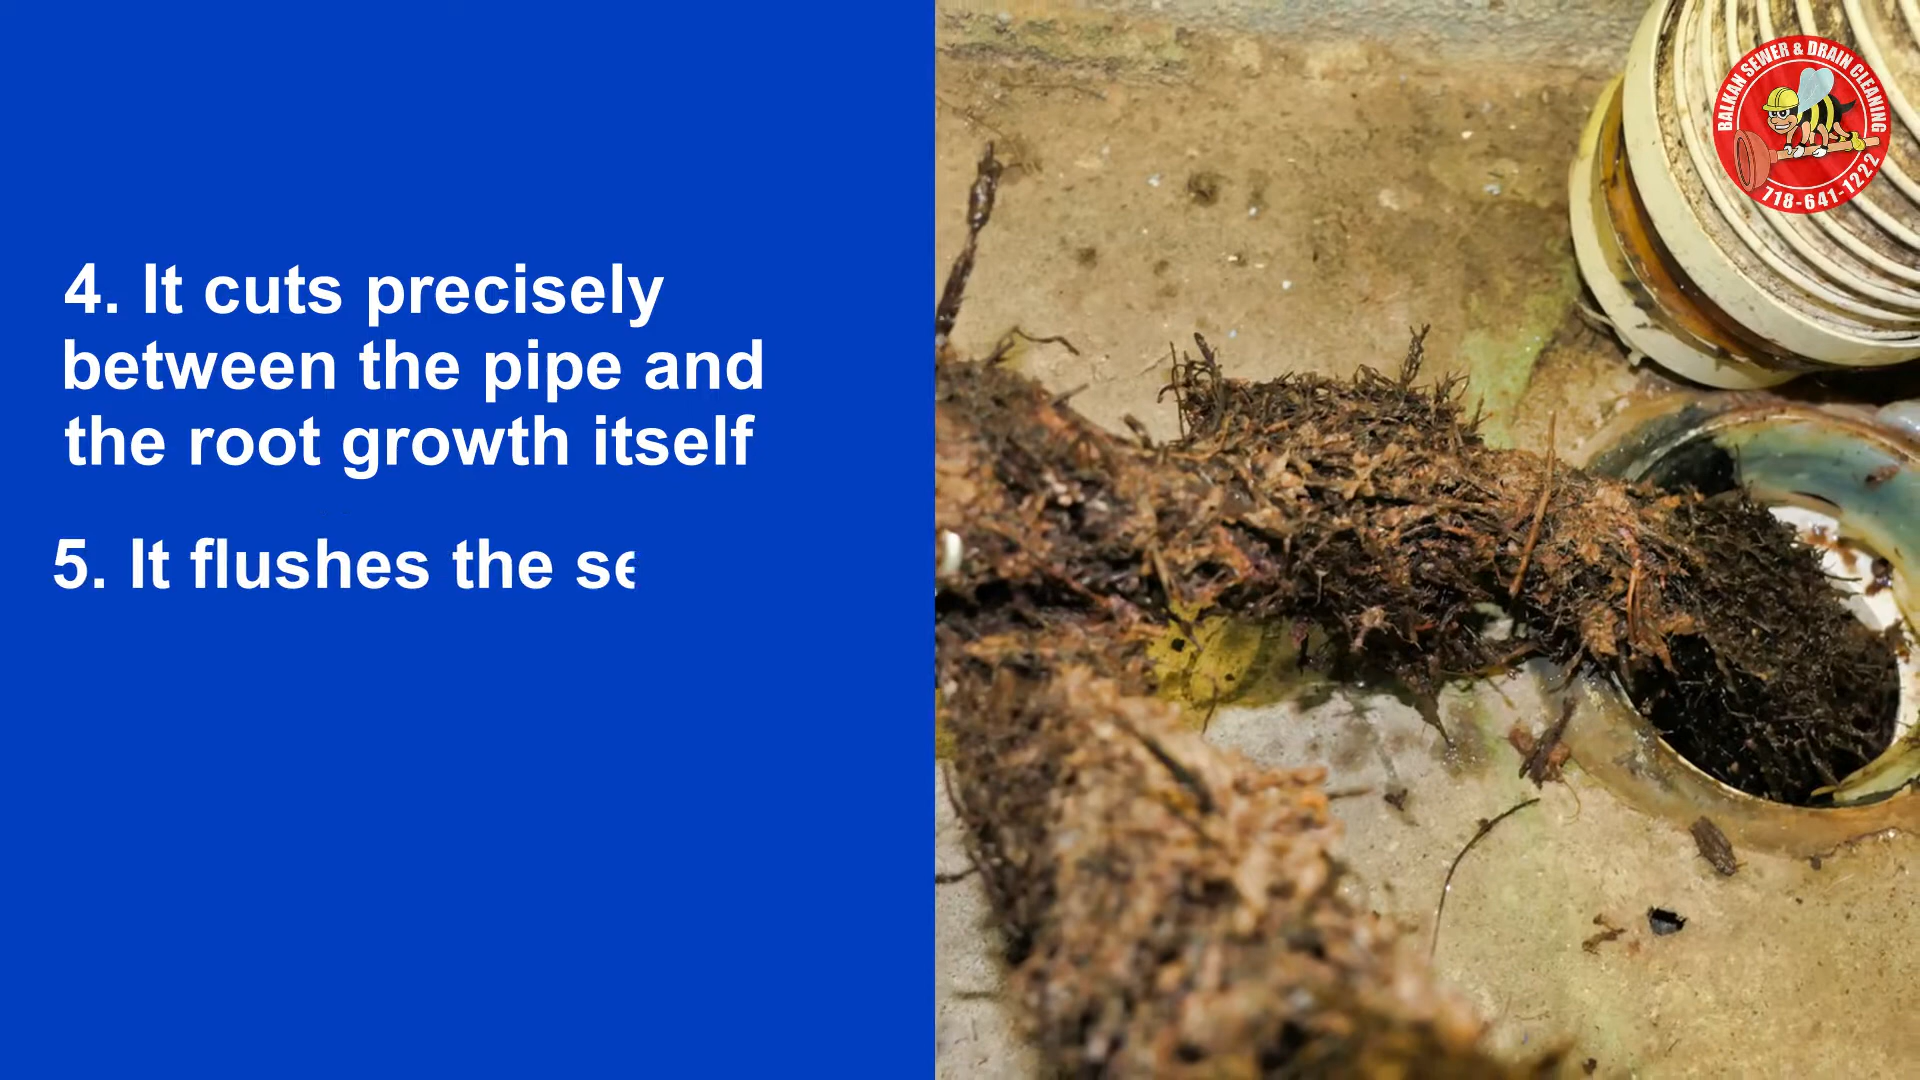 4. It cuts precisely
between the pipe and
the root growth itself
5. It flushes the
BALKAN SEWER & DRAIN CLEANING
718-641-1222